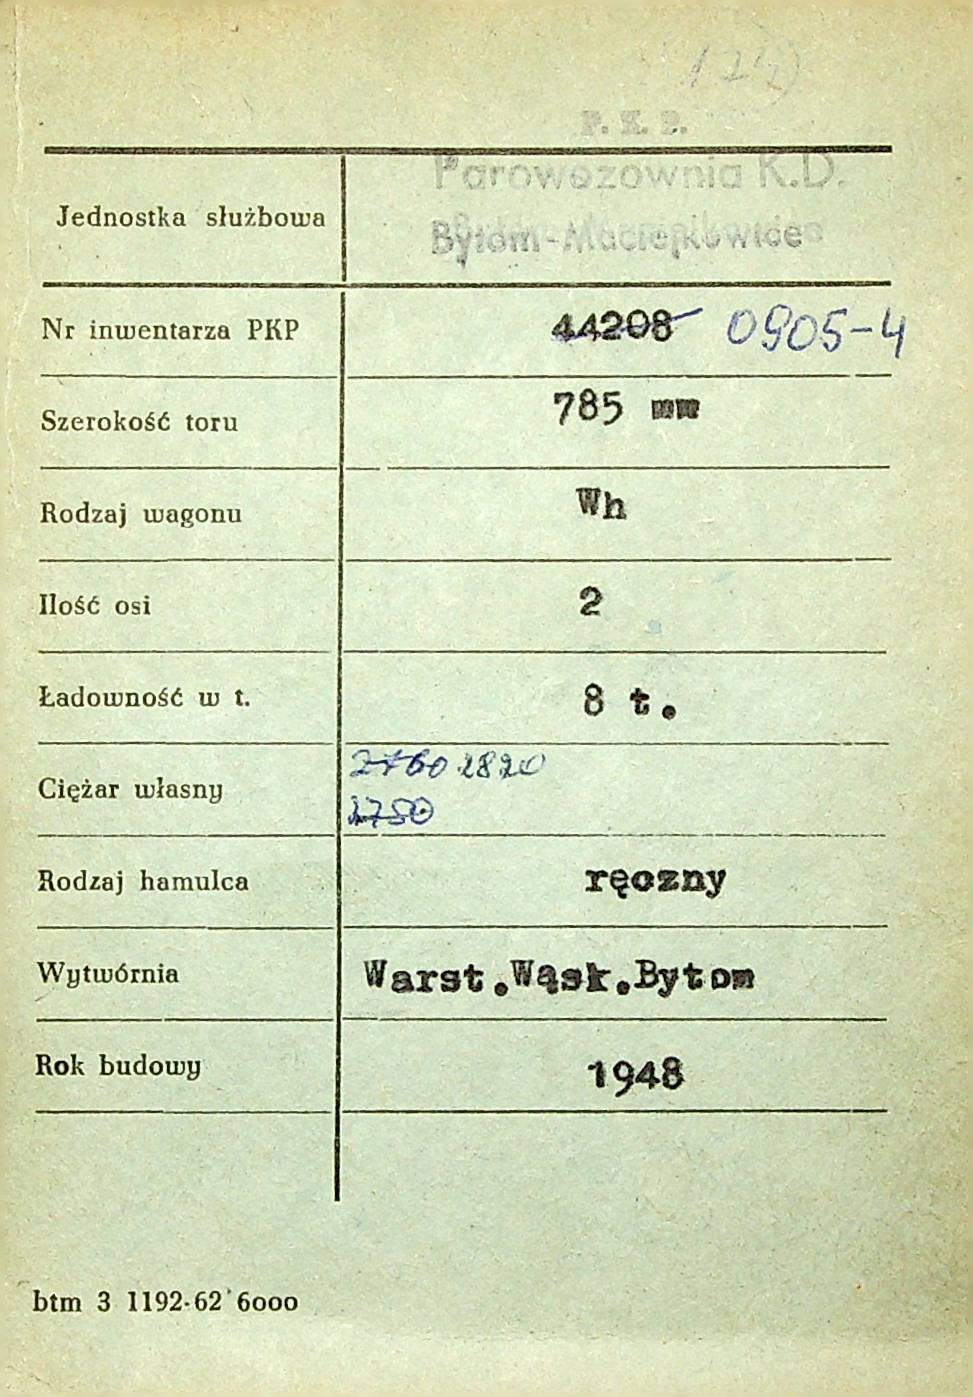 P. K. P.
Parowozownia K.D.
Jednostka służbowa
Bytom-Maciejkowice
Nr inwentarza PKP 44208 0905-4
Szerokość toru 785 mm
Rodzaj wagonu Wh
Ilość osi 2
Ładowność w t. 8 t.
2760 2820
Ciężar własny
1750
Rodzaj hamulca ręczny
Wytwórnia Warst.Wąsk.Bytom
Rok budowy 1948
btm 3 1192-62 6000